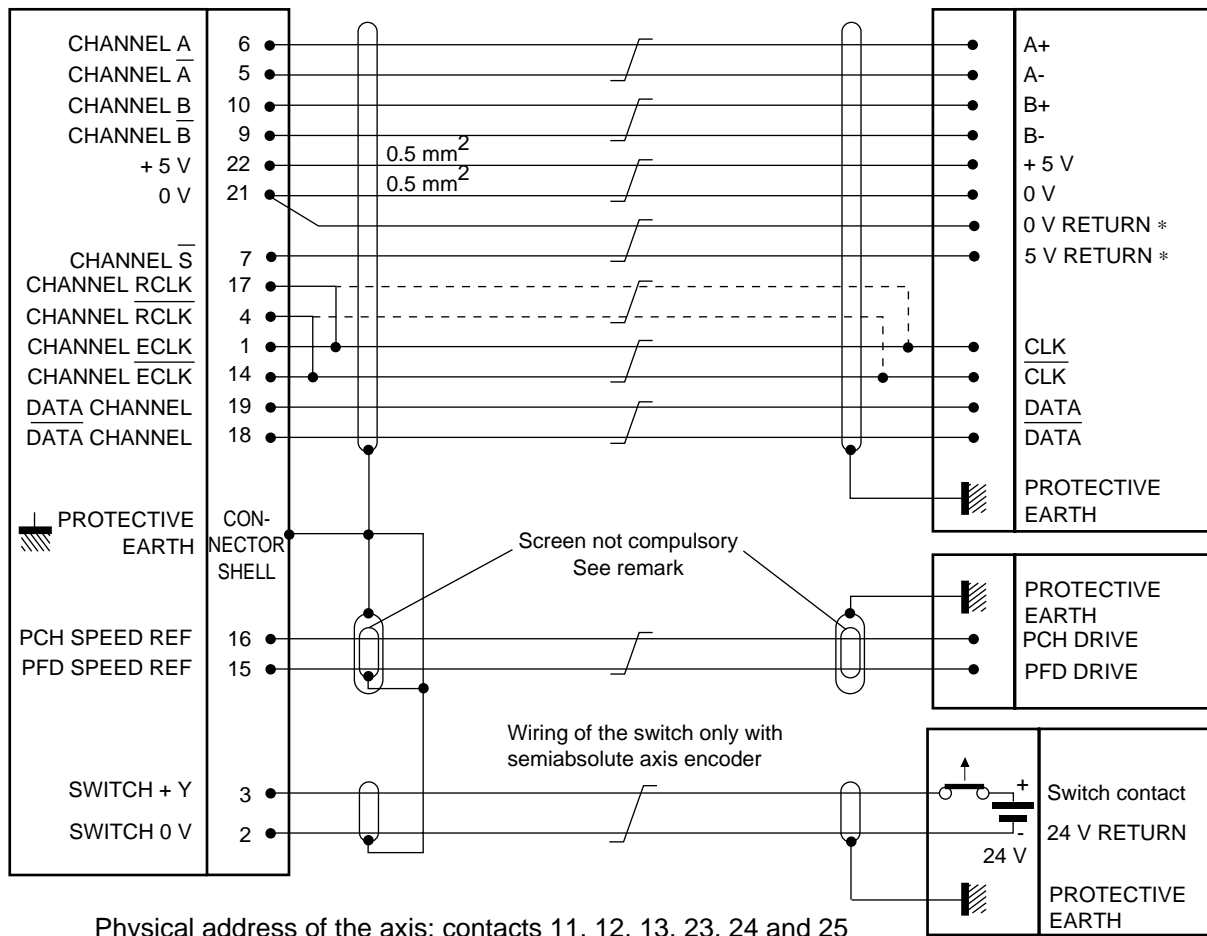 CHANNEL A 6 A+
CHANNEL A̅ 5 A-
CHANNEL B 10 B+
CHANNEL B̅ 9 B-
0.5 mm²
+ 5 V 22 + 5 V
0.5 mm²
0 V 21 0 V
0 V RETURN *
CHANNEL S̅ 7 5 V RETURN *
CHANNEL RCLK 17
CHANNEL R̅C̅L̅K̅ 4
CHANNEL ECLK 1 CLK
CHANNEL E̅C̅L̅K̅ 14 C̅L̅K̅
DATA CHANNEL 19 DATA
D̅A̅T̅A̅ CHANNEL 18 D̅A̅T̅A̅
PROTECTIVE
EARTH
PROTECTIVE
EARTH
CON-
NECTOR
SHELL
Screen not compulsory
See remark
PROTECTIVE
EARTH
PCH SPEED REF 16 PCH DRIVE
PFD SPEED REF 15 PFD DRIVE
Wiring of the switch only with
semiabsolute axis encoder
SWITCH + Y 3 + Switch contact
SWITCH 0 V 2 - 24 V RETURN
24 V
PROTECTIVE
EARTH
Physical address of the axis: contacts 11, 12, 13, 23, 24 and 25